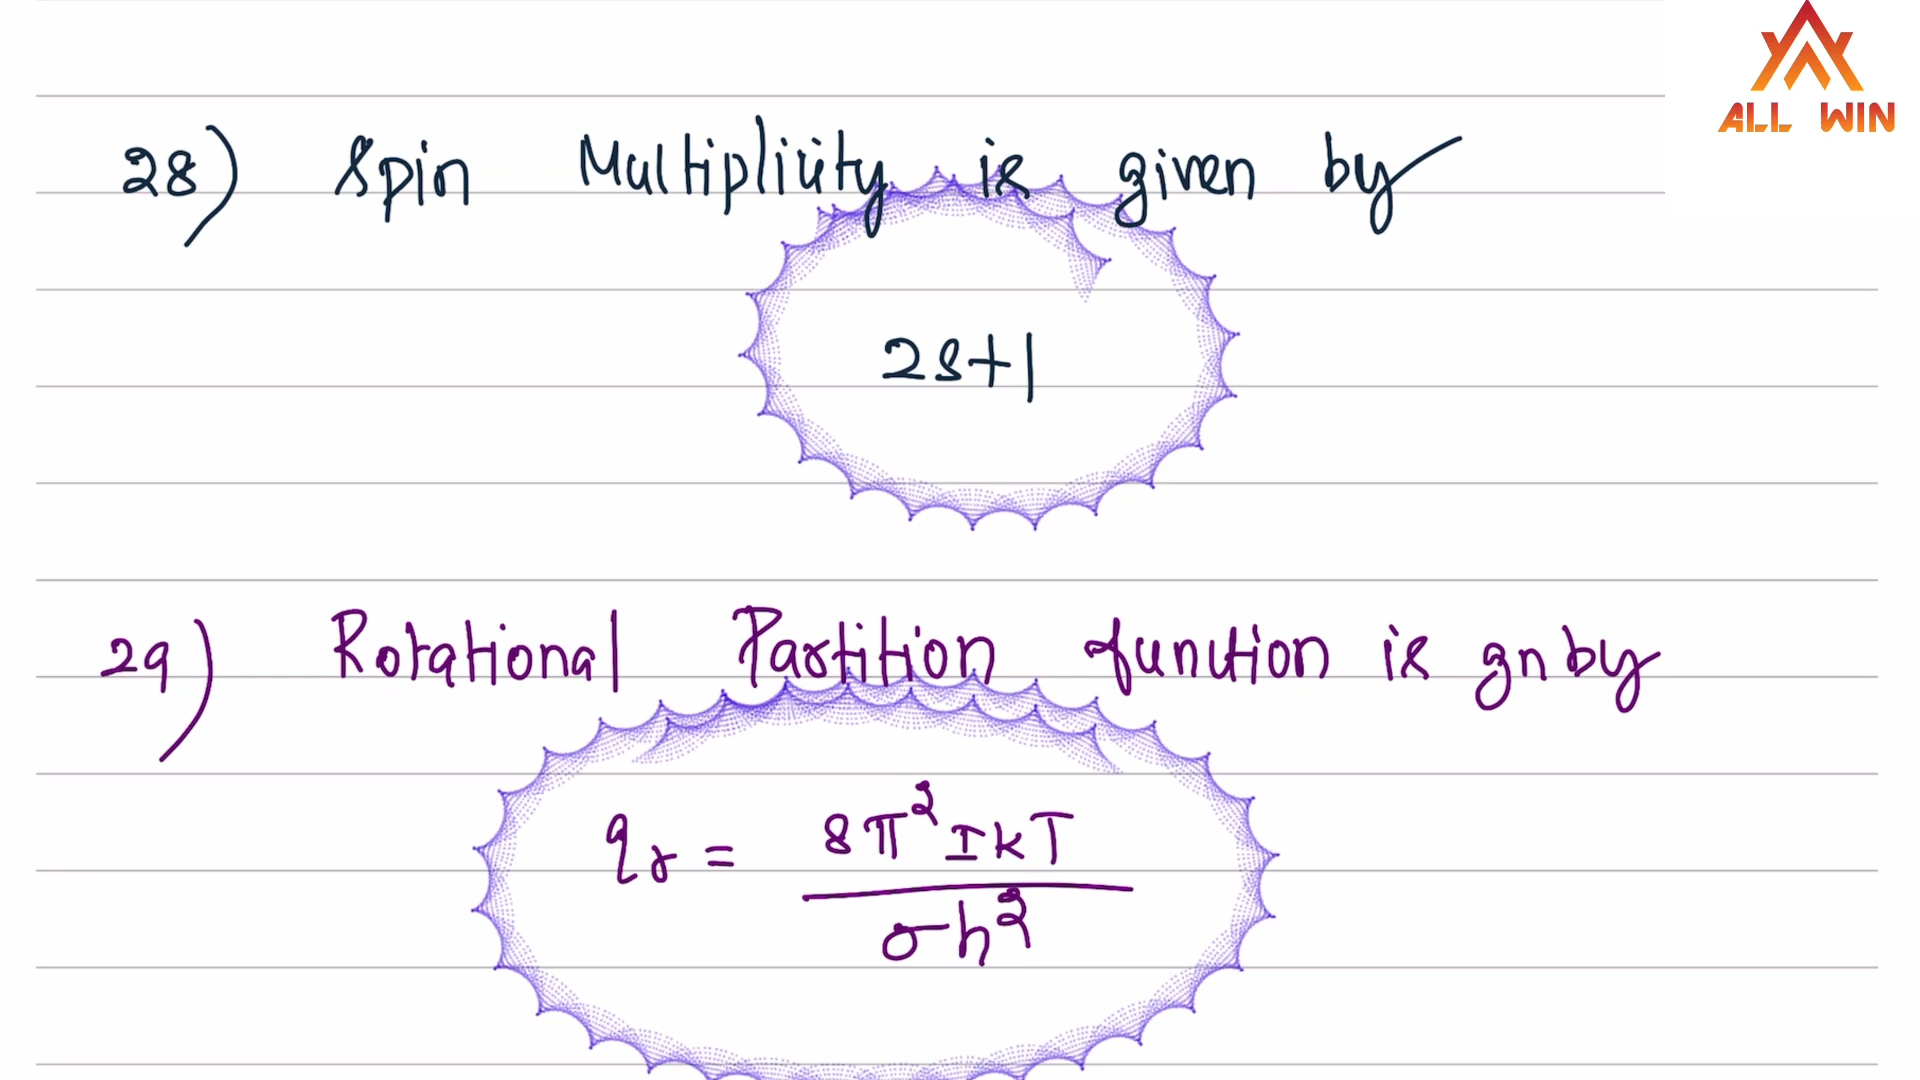 ALL WIN
28) Spin Multiplicity is given by
2s+1
29) Rotational Partition function is gn by
qr = 8π²IkT / σh²